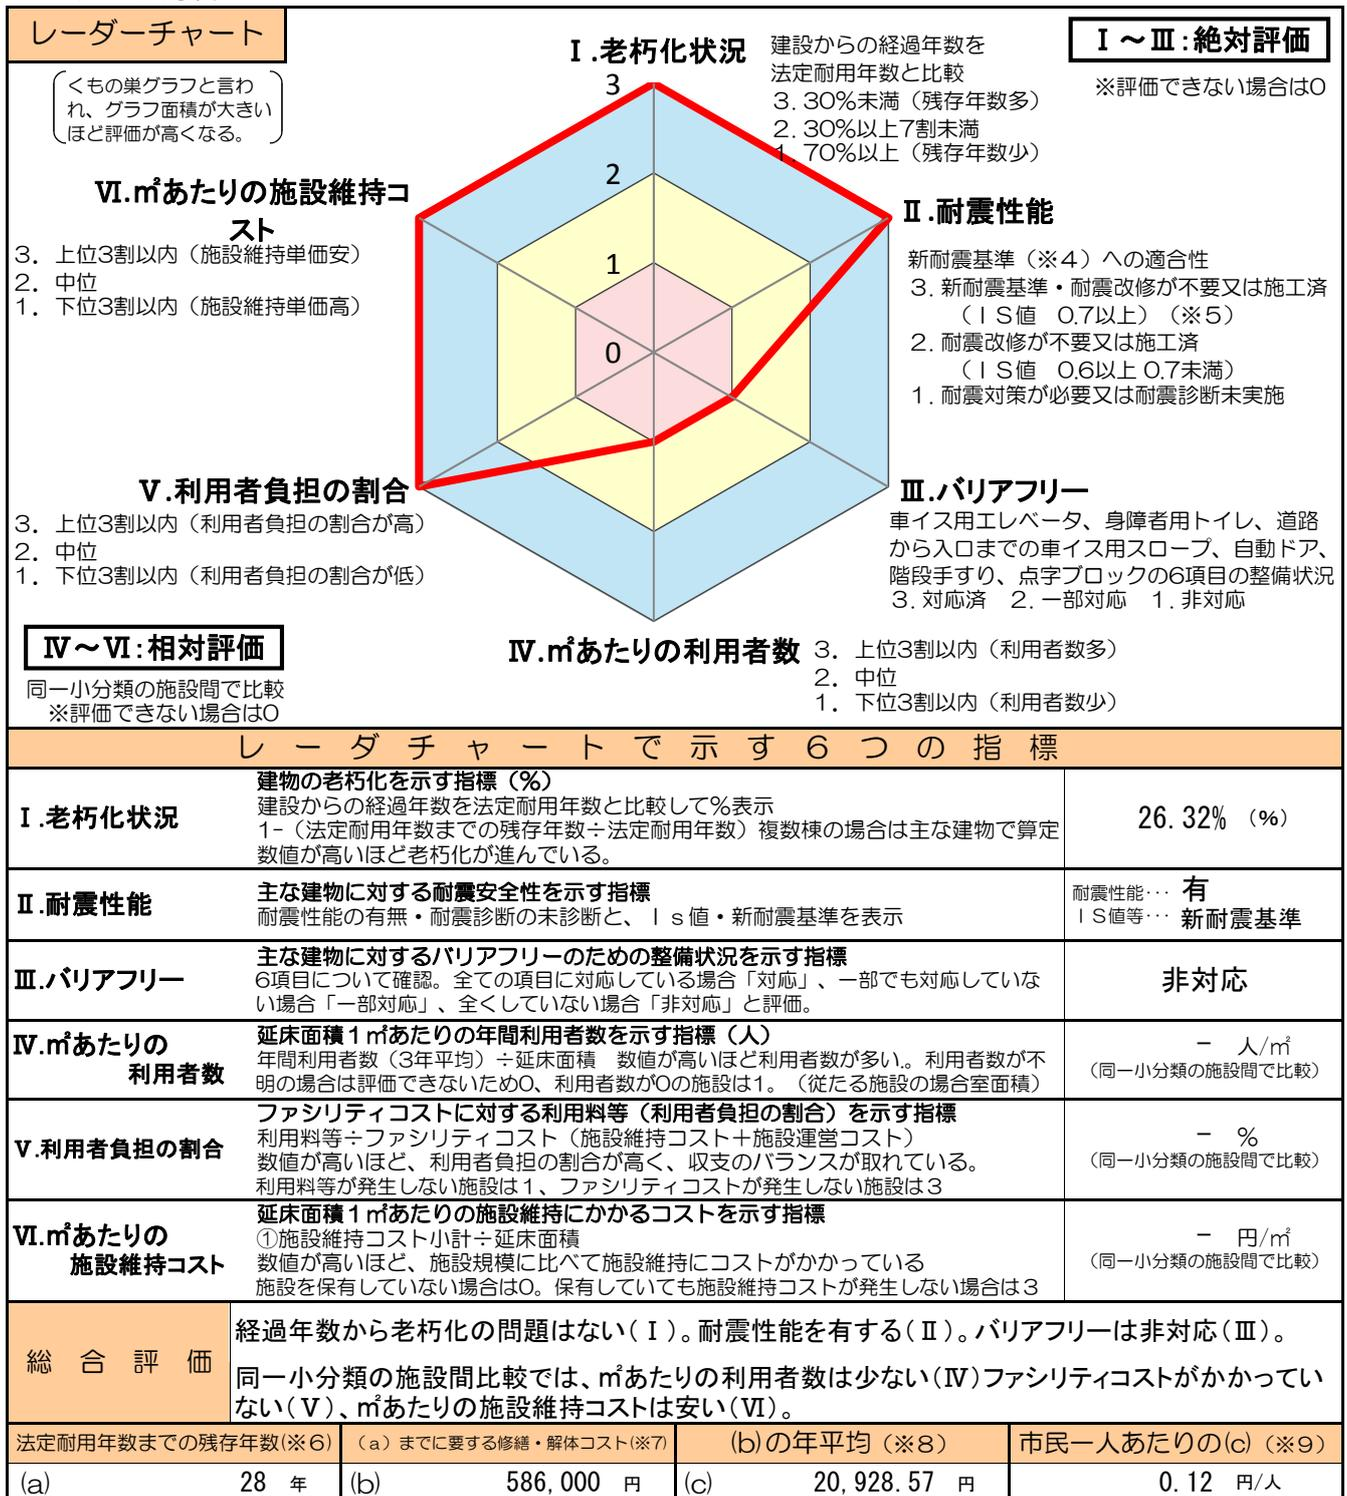 レーダーチャート
くもの巣グラフと言わ
れ、グラフ面積が大きい
ほど評価が高くなる。
Ⅰ～Ⅲ：絶対評価
※評価できない場合は0
Ⅰ.老朽化状況
建設からの経過年数を
法定耐用年数と比較
3. 30%未満（残存年数多）
2. 30%以上7割未満
1. 70%以上（残存年数少）
3
2
1
0
Ⅱ.耐震性能
新耐震基準（※4）への適合性
3. 新耐震基準・耐震改修が不要又は施工済
（ＩＳ値　0.7以上）（※5）
2. 耐震改修が不要又は施工済
（ＩＳ値　0.6以上 0.7未満）
1. 耐震対策が必要又は耐震診断未実施
Ⅵ.㎡あたりの施設維持コ
スト
3．上位3割以内（施設維持単価安）
2．中位
1．下位3割以内（施設維持単価高）
Ⅴ.利用者負担の割合
3．上位3割以内（利用者負担の割合が高）
2．中位
1．下位3割以内（利用者負担の割合が低）
Ⅲ.バリアフリー
車イス用エレベータ、身障者用トイレ、道路
から入口までの車イス用スロープ、自動ドア、
階段手すり、点字ブロックの6項目の整備状況
3. 対応済　2. 一部対応　1. 非対応
Ⅳ～Ⅵ：相対評価
同一小分類の施設間で比較
※評価できない場合は0
Ⅳ.㎡あたりの利用者数
3．上位3割以内（利用者数多）
2．中位
1．下位3割以内（利用者数少）
レーダチャートで示す6つの指標
Ⅰ.老朽化状況
建物の老朽化を示す指標（%）
建設からの経過年数を法定耐用年数と比較して%表示
1-（法定耐用年数までの残存年数÷法定耐用年数）複数棟の場合は主な建物で算定
数値が高いほど老朽化が進んでいる。
26.32% （%）
Ⅱ.耐震性能
主な建物に対する耐震安全性を示す指標
耐震性能の有無・耐震診断の未診断と、Ｉｓ値・新耐震基準を表示
耐震性能･･･ 有
ＩＳ値等･･･ 新耐震基準
Ⅲ.バリアフリー
主な建物に対するバリアフリーのための整備状況を示す指標
6項目について確認。全ての項目に対応している場合「対応」、一部でも対応していな
い場合「一部対応」、全くしていない場合「非対応」と評価。
非対応
Ⅳ.㎡あたりの
利用者数
延床面積１㎡あたりの年間利用者数を示す指標（人）
年間利用者数（3年平均）÷延床面積　数値が高いほど利用者数が多い。利用者数が不
明の場合は評価できないため0、利用者数が0の施設は1。（従たる施設の場合室面積）
−　人/㎡
（同一小分類の施設間で比較）
Ⅴ.利用者負担の割合
ファシリティコストに対する利用料等（利用者負担の割合）を示す指標
利用料等÷ファシリティコスト（施設維持コスト＋施設運営コスト）
数値が高いほど、利用者負担の割合が高く、収支のバランスが取れている。
利用料等が発生しない施設は１、ファシリティコストが発生しない施設は３
−　%
（同一小分類の施設間で比較）
Ⅵ.㎡あたりの
施設維持コスト
延床面積１㎡あたりの施設維持にかかるコストを示す指標
①施設維持コスト小計÷延床面積
数値が高いほど、施設規模に比べて施設維持にコストがかかっている
施設を保有していない場合は0。保有していても施設維持コストが発生しない場合は３
−　円/㎡
（同一小分類の施設間で比較）
総合評価
経過年数から老朽化の問題はない（Ⅰ）。耐震性能を有する（Ⅱ）。バリアフリーは非対応（Ⅲ）。
同一小分類の施設間比較では、㎡あたりの利用者数は少ない（Ⅳ）ファシリティコストがかかってい
ない（Ⅴ）、㎡あたりの施設維持コストは安い（Ⅵ）。
法定耐用年数までの残存年数(※6)
（a）までに要する修繕・解体コスト(※7)
(b)の年平均（※8）
市民一人あたりの(c)（※9）
(a) 28 年
(b) 586,000 円
(c) 20,928.57 円
0.12 円/人